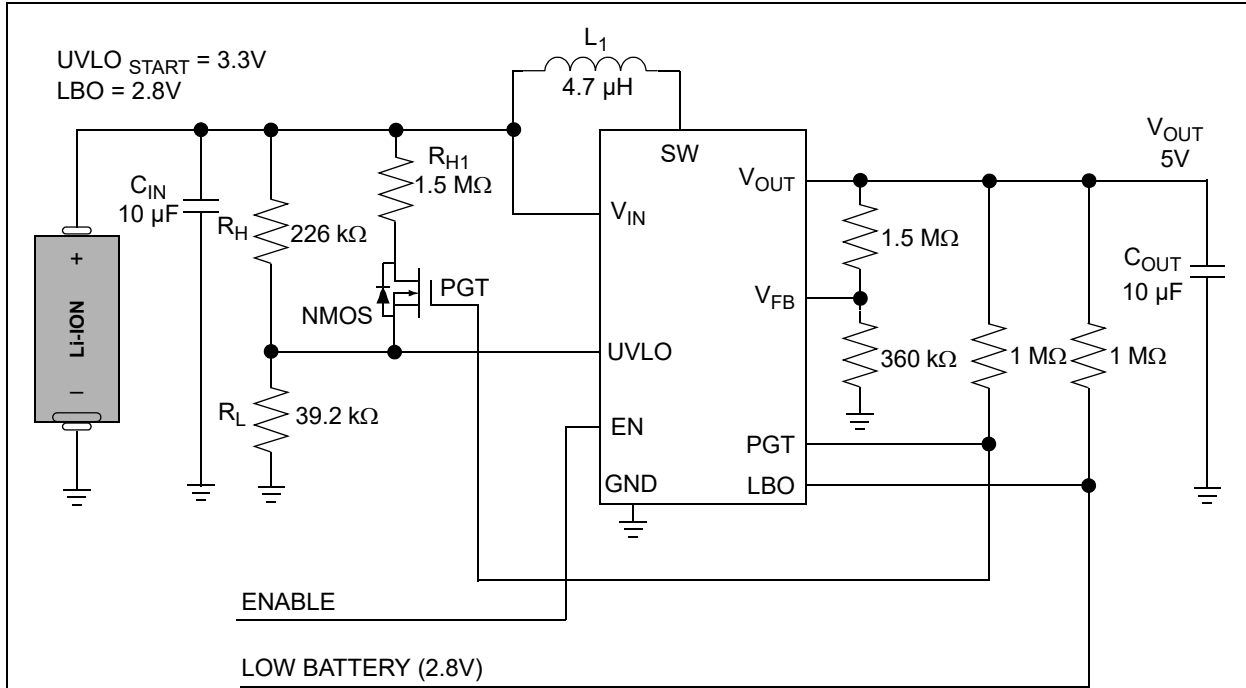 UVLO START = 3.3V
LBO = 2.8V
L1
4.7 µH
SW
VOUT
5V
RH1
1.5 MΩ
CIN
10 µF
RH
226 kΩ
VIN
VOUT
1.5 MΩ
COUT
10 µF
+
Li-ION
–
PGT
NMOS
VFB
UVLO
360 kΩ
1 MΩ
1 MΩ
RL
39.2 kΩ
EN
PGT
GND
LBO
ENABLE
LOW BATTERY (2.8V)